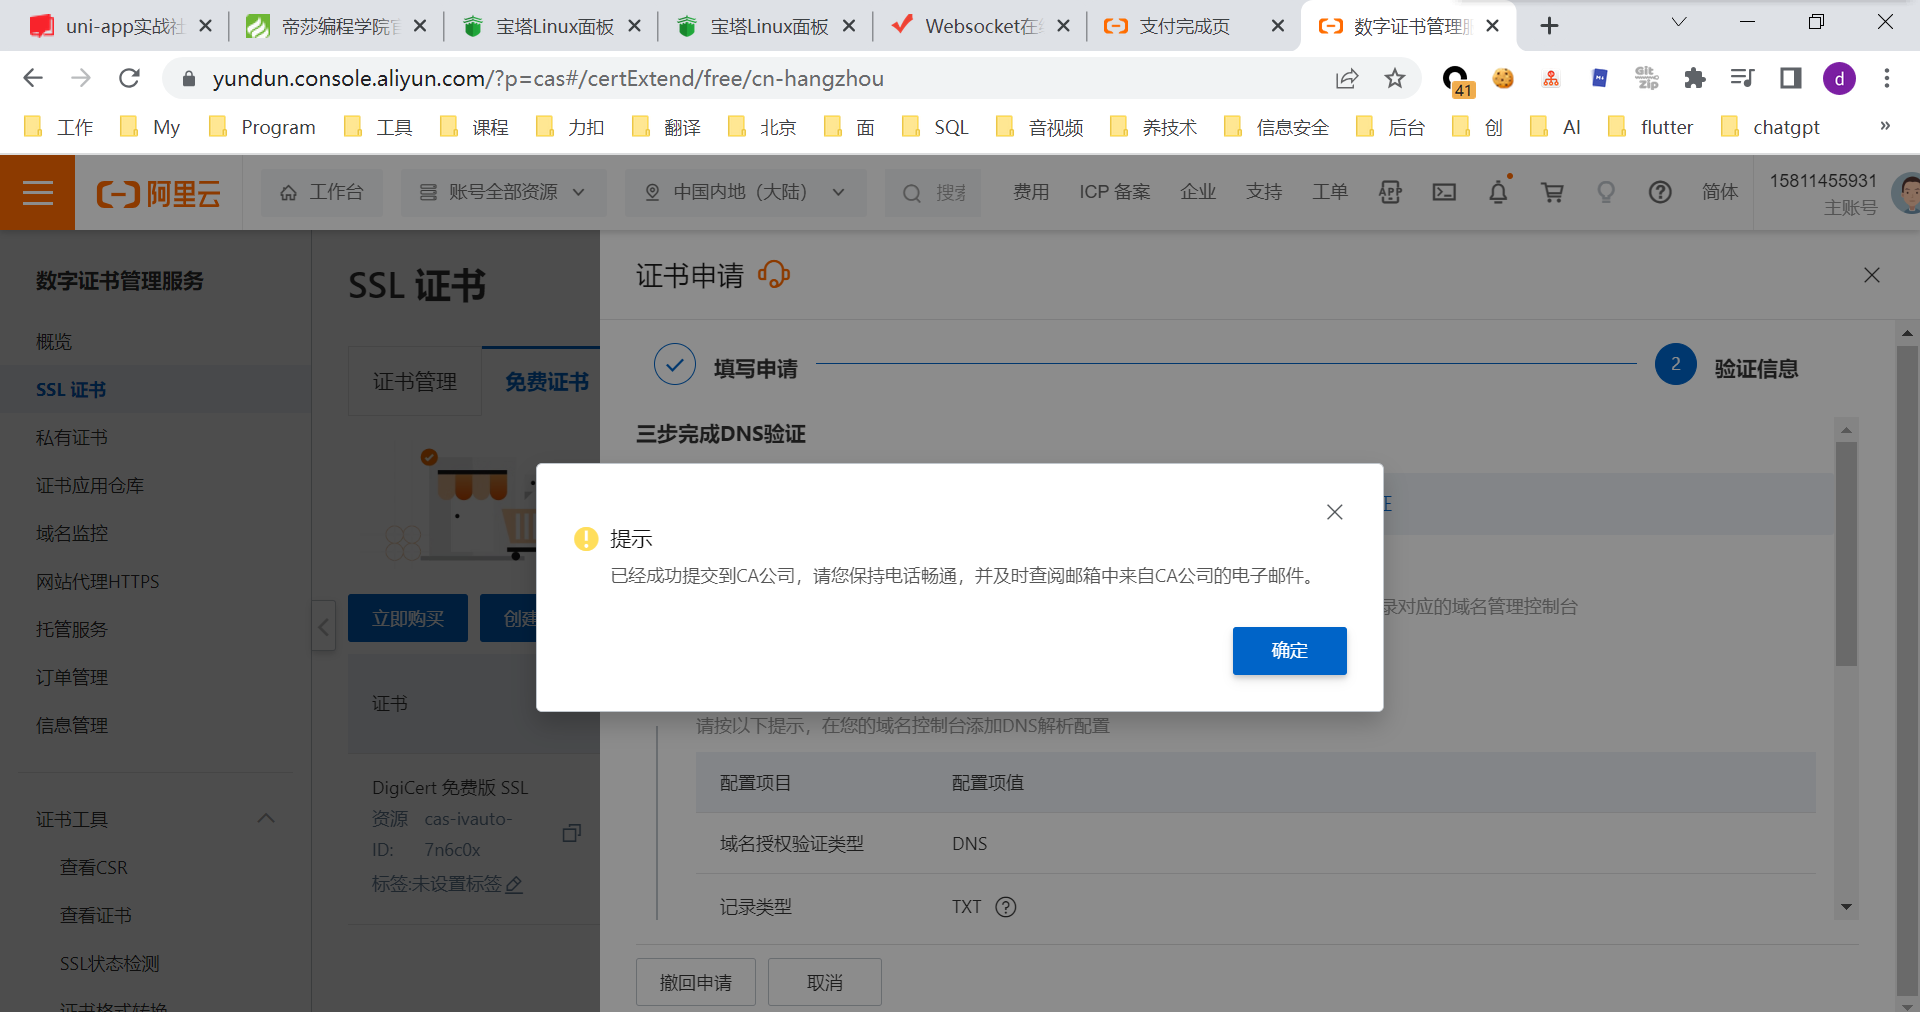 uni-app实战社
帝莎编程学院官
宝塔Linux面板
宝塔Linux面板
Websocket在线
支付完成页
数字证书管理服
yundun.console.aliyun.com/?p=cas#/certExtend/free/cn-hangzhou
41
Git Zip
d
工作
My
Program
工具
课程
力扣
翻译
北京
面
SQL
音视频
养技术
信息安全
后台
创
AI
flutter
chatgpt
»
阿里云
工作台
账号全部资源
中国内地（大陆）
搜索
费用
ICP 备案
企业
支持
工单
APP
简体
15811455931
主账号
数字证书管理服务
概览
SSL 证书
私有证书
证书应用仓库
域名监控
网站代理HTTPS
托管服务
订单管理
信息管理
证书工具
查看CSR
查看证书
SSL状态检测
证书格式转换
SSL 证书
证书管理
免费证书
立即购买
创建
证书
DigiCert 免费版 SSL
资源 cas-ivauto-
ID: 7n6c0x
标签:未设置标签
证书申请
填写申请
2
验证信息
三步完成DNS验证
证
录对应的域名管理控制台
提示
已经成功提交到CA公司，请您保持电话畅通，并及时查阅邮箱中来自CA公司的电子邮件。
确定
请按以下提示，在您的域名控制台添加DNS解析配置
配置项目 配置项值
域名授权验证类型 DNS
记录类型 TXT
撤回申请
取消